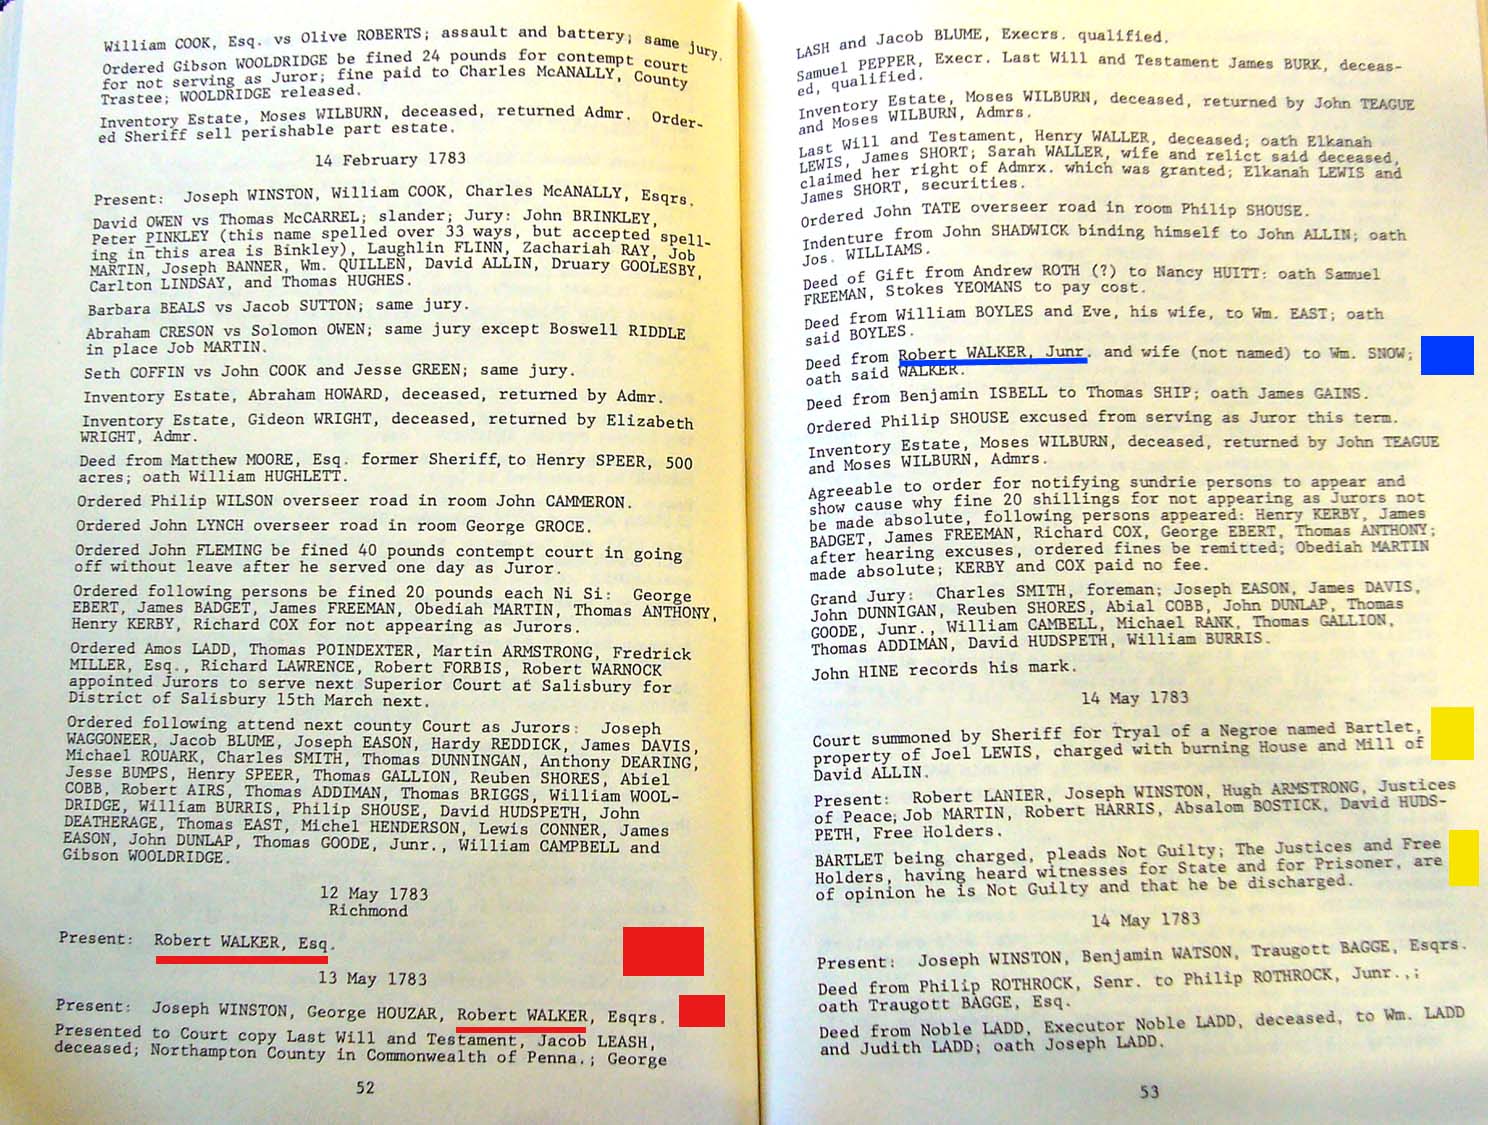 William COOK, Esq. vs Olive ROBERTS; assault and battery; same jury.
Ordered Gibson WOOLDRIDGE be fined 24 pounds for contempt court
for not serving as Juror; fine paid to Charles McANALLY, County
Trastee; WOOLDRIDGE released.
Inventory Estate, Moses WILBURN, deceased, returned Admr. Order-
ed Sheriff sell perishable part estate.
14 February 1783
Present: Joseph WINSTON, William COOK, Charles McANALLY, Esqrs.
David OWEN vs Thomas McCARREL; slander; Jury: John BRINKLEY,
Peter PINKLEY (this name spelled over 33 ways, but accepted spell-
ing in this area is Binkley), Laughlin FLINN, Zachariah RAY, Job
MARTIN, Joseph BANNER, Wm. QUILLEN, David ALLIN, Druary GOOLESBY,
Carlton LINDSAY, and Thomas HUGHES.
Barbara BEALS vs Jacob SUTTON; same jury.
Abraham CRESON vs Solomon OWEN; same jury except Boswell RIDDLE
in place Job MARTIN.
Seth COFFIN vs John COOK and Jesse GREEN; same jury.
Inventory Estate, Abraham HOWARD, deceased, returned by Admr.
Inventory Estate, Gideon WRIGHT, deceased, returned by Elizabeth
WRIGHT, Admr.
Deed from Matthew MOORE, Esq. former Sheriff, to Henry SPEER, 500
acres; oath William HUGHLETT.
Ordered Philip WILSON overseer road in room John CAMMERON.
Ordered John LYNCH overseer road in room George GROCE.
Ordered John FLEMING be fined 40 pounds contempt court in going
off without leave after he served one day as Juror.
Ordered following persons be fined 20 pounds each Ni Si: George
EBERT, James BADGET, James FREEMAN, Obediah MARTIN, Thomas ANTHONY,
Henry KERBY, Richard COX for not appearing as Jurors.
Ordered Amos LADD, Thomas POINDEXTER, Martin ARMSTRONG, Fredrick
MILLER, Esq., Richard LAWRENCE, Robert FORBIS, Robert WARNOCK
appointed Jurors to serve next Superior Court at Salisbury for
District of Salisbury 15th March next.
Ordered following attend next county Court as Jurors: Joseph
WAGGONEER, Jacob BLUME, Joseph EASON, Hardy REDDICK, James DAVIS,
Michael ROUARK, Charles SMITH, Thomas DUNNINGAN, Anthony DEARING,
Jesse BUMPS, Henry SPEER, Thomas GALLION, Reuben SHORES, Abiel
COBB, Robert AIRS, Thomas ADDIMAN, Thomas BRIGGS, William WOOL-
DRIDGE, William BURRIS, Philip SHOUSE, David HUDSPETH, John
DEATHERAGE, Thomas EAST, Michel HENDERSON, Lewis CONNER, James
EASON, John DUNLAP, Thomas GOODE, Junr., William CAMPBELL and
Gibson WOOLDRIDGE.
12 May 1783
Richmond
Present: Robert WALKER, Esq.
13 May 1783
Present: Joseph WINSTON, George HOUZAR, Robert WALKER, Esqrs.
Presented to Court copy Last Will and Testament, Jacob LEASH,
deceased; Northampton County in Commonwealth of Penna.; George
52
LASH and Jacob BLUME, Execrs. qualified.
Samuel PEPPER, Execr. Last Will and Testament James BURK, deceas-
ed, qualified.
Inventory Estate, Moses WILBURN, deceased, returned by John TEAGUE
and Moses WILBURN, Admrs.
Last Will and Testament, Henry WALLER, deceased; oath Elkanah
LEWIS, James SHORT; Sarah WALLER, wife and relict said deceased,
claimed her right of Admrx. which was granted; Elkanah LEWIS and
James SHORT, securities.
Ordered John TATE overseer road in room Philip SHOUSE.
Indenture from John SHADWICK binding himself to John ALLIN; oath
Jos. WILLIAMS.
Deed of Gift from Andrew ROTH (?) to Nancy HUITT: oath Samuel
FREEMAN, Stokes YEOMANS to pay cost.
Deed from William BOYLES and Eve, his wife, to Wm. EAST; oath
said BOYLES.
Deed from Robert WALKER, Junr. and wife (not named) to Wm. SNOW;
oath said WALKER.
Deed from Benjamin ISBELL to Thomas SHIP; oath James GAINS.
Ordered Philip SHOUSE excused from serving as Juror this term.
Inventory Estate, Moses WILBURN, deceased, returned by John TEAGUE
and Moses WILBURN, Admrs.
Agreeable to order for notifying sundrie persons to appear and
show cause why fine 20 shillings for not appearing as Jurors not
be made absolute, following persons appeared: Henry KERBY, James
BADGET, James FREEMAN, Richard COX, George EBERT, Thomas ANTHONY;
after hearing excuses, ordered fines be remitted; Obediah MARTIN
made absolute; KERBY and COX paid no fee.
Grand Jury: Charles SMITH, foreman; Joseph EASON, James DAVIS,
John DUNNIGAN, Reuben SHORES, Abial COBB, John DUNLAP, Thomas
GOODE, Junr., William CAMBELL, Michael RANK, Thomas GALLION,
Thomas ADDIMAN, David HUDSPETH, William BURRIS.
John HINE records his mark.
14 May 1783
Court summoned by Sheriff for Tryal of a Negroe named Bartlet,
property of Joel LEWIS, charged with burning House and Mill of
David ALLIN.
Present: Robert LANIER, Joseph WINSTON, Hugh ARMSTRONG, Justices
of Peace; Job MARTIN, Robert HARRIS, Absalom BOSTICK, David HUDS-
PETH, Free Holders.
BARTLET being charged, pleads Not Guilty; The Justices and Free
Holders, having heard witnesses for State and for Prisoner, are
of opinion he is Not Guilty and that he be discharged.
14 May 1783
Present: Joseph WINSTON, Benjamin WATSON, Traugott BAGGE, Esqrs.
Deed from Philip ROTHROCK, Senr. to Philip ROTHROCK, Junr.,;
oath Traugott BAGGE, Esq.
Deed from Noble LADD, Executor Noble LADD, deceased, to Wm. LADD
and Judith LADD; oath Joseph LADD.
53